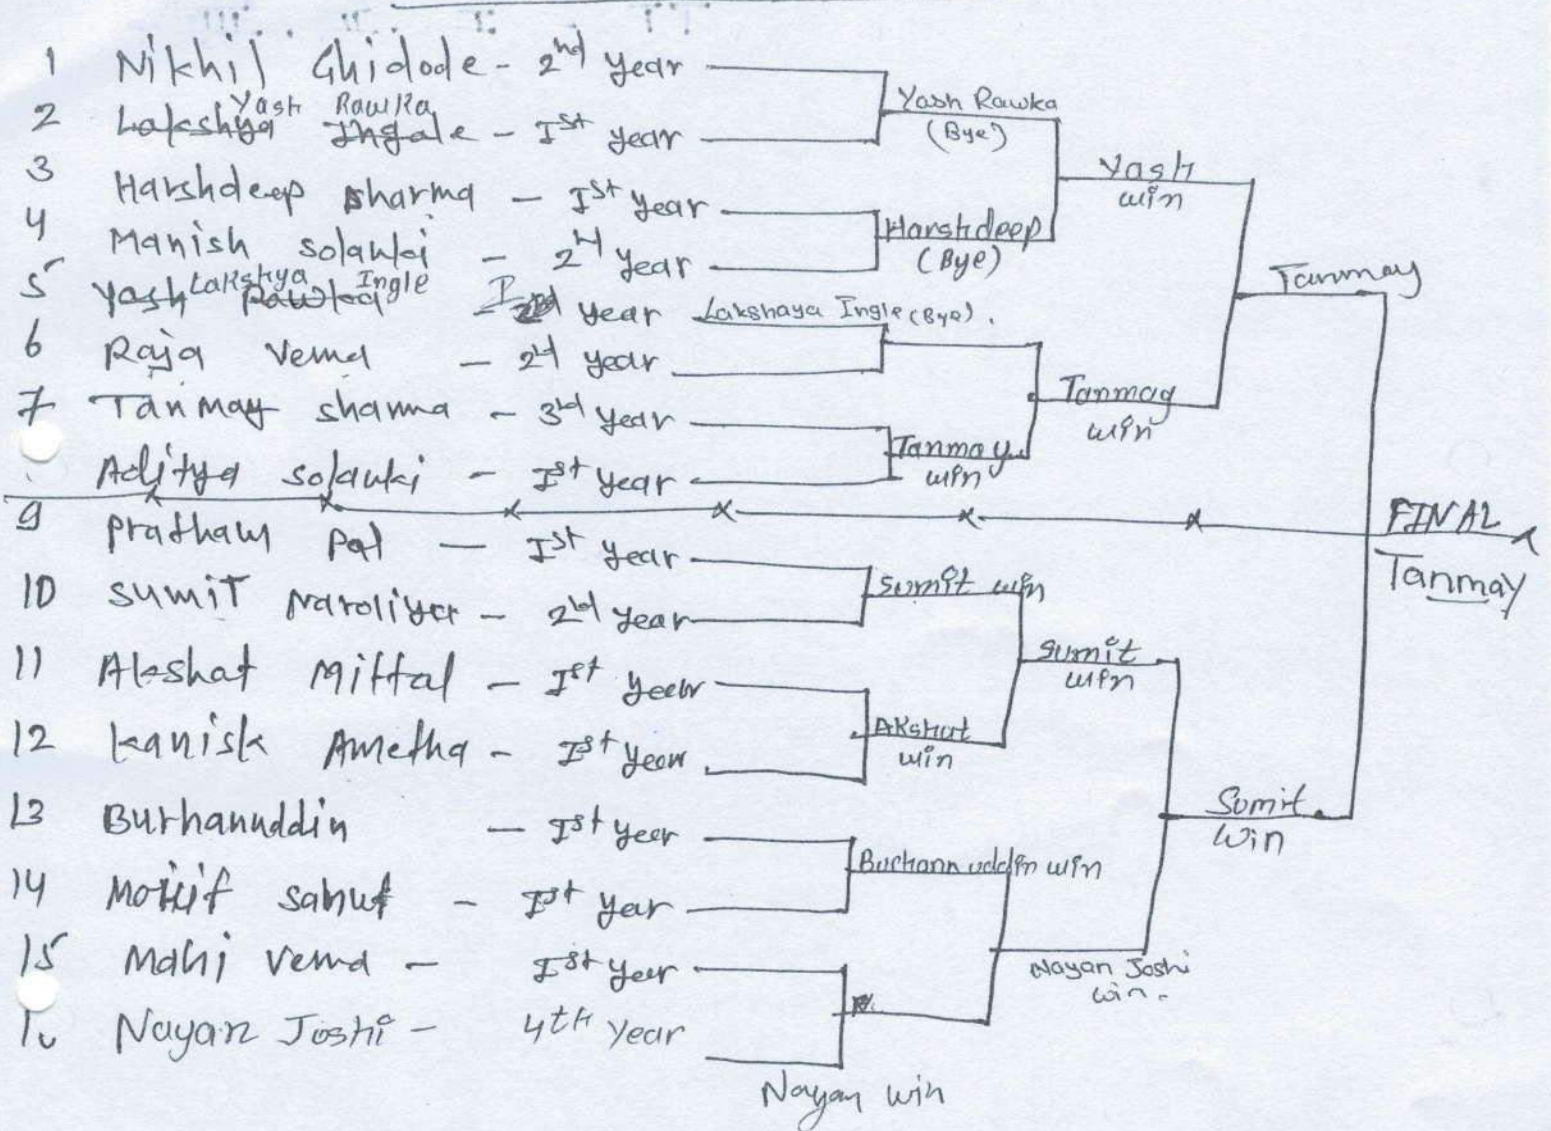 1 Nikhil Ghidode - 2nd year
Yash Rawka
2 Lakshya Ingale - Ist year
Yash Rawka
(Bye)
3 Harshdeep sharma - Ist year
Yash
win
4 Manish solanki - 2nd year
Harshdeep
(Bye)
Tanmay
Lakshya Ingle
5 Yash Rawka I year
Lakshaya Ingle (Bye).
6 Raja Verma - 2nd year
7 Tanmay sharma - 3rd year
Tanmay
win
Tanmay
win
Aditya solanki - Ist year
FINAL
Tanmay
9 Pratham Pal - Ist year
10 Sumit Naroliya - 2nd year
Sumit win
Sumit
win
11 Akshat Mittal - Ist year
Akshat
win
12 Kanisk Ametha - Ist year
Sumit
win
13 Burhanuddin - Ist year
Burhannuddin win
14 - Ist year
15 Mahi Verma - Ist year
Nayan Joshi
win.
Nayan Joshi - 4th year
Nayan win